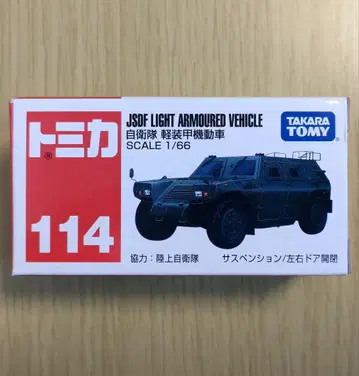 トミカ
®
114
JSDF LIGHT ARMOURED VEHICLE
自衛隊 軽装甲機動車
SCALE 1/66
TAKARA
TOMY
協力：陸上自衛隊
サスペンション/左右ドア開閉